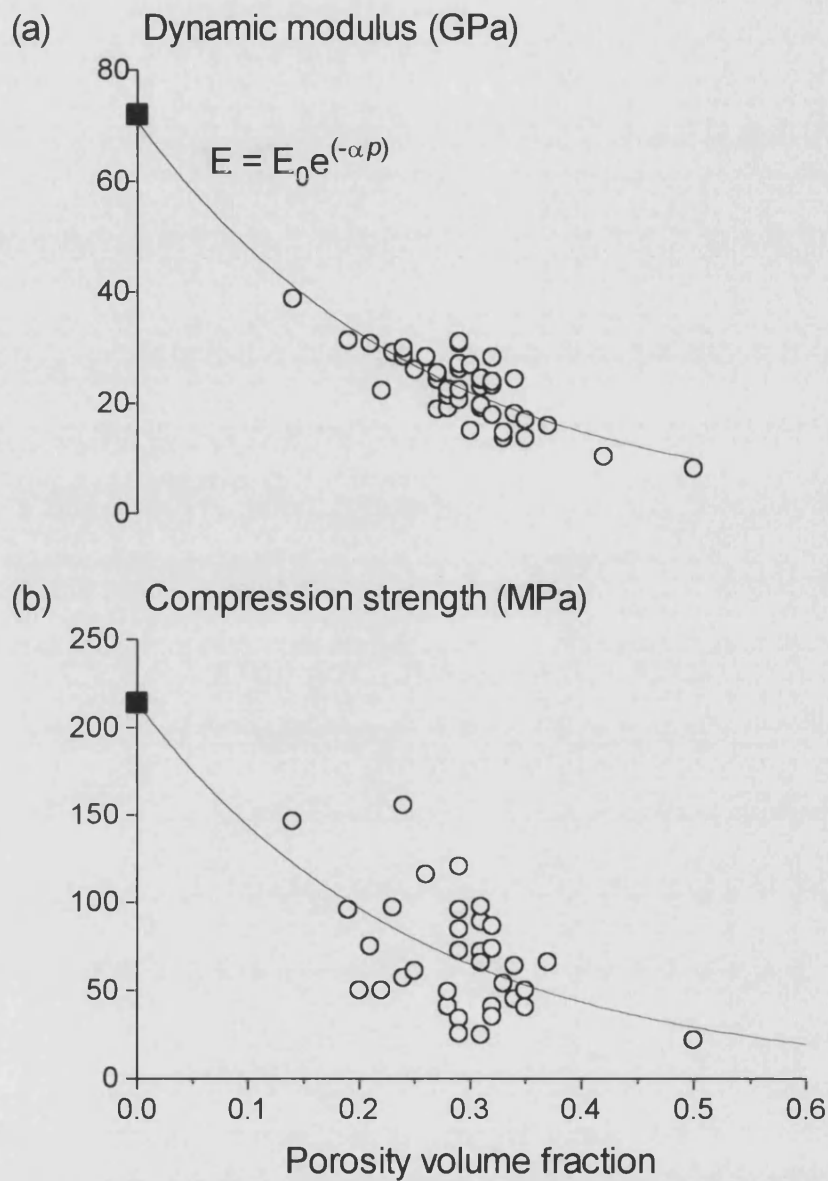 (a) Dynamic modulus (GPa)
80
E = E₀e^(-αp)
60
40
20
0
(b) Compression strength (MPa)
250
200
150
100
50
0
0.0 0.1 0.2 0.3 0.4 0.5 0.6
Porosity volume fraction